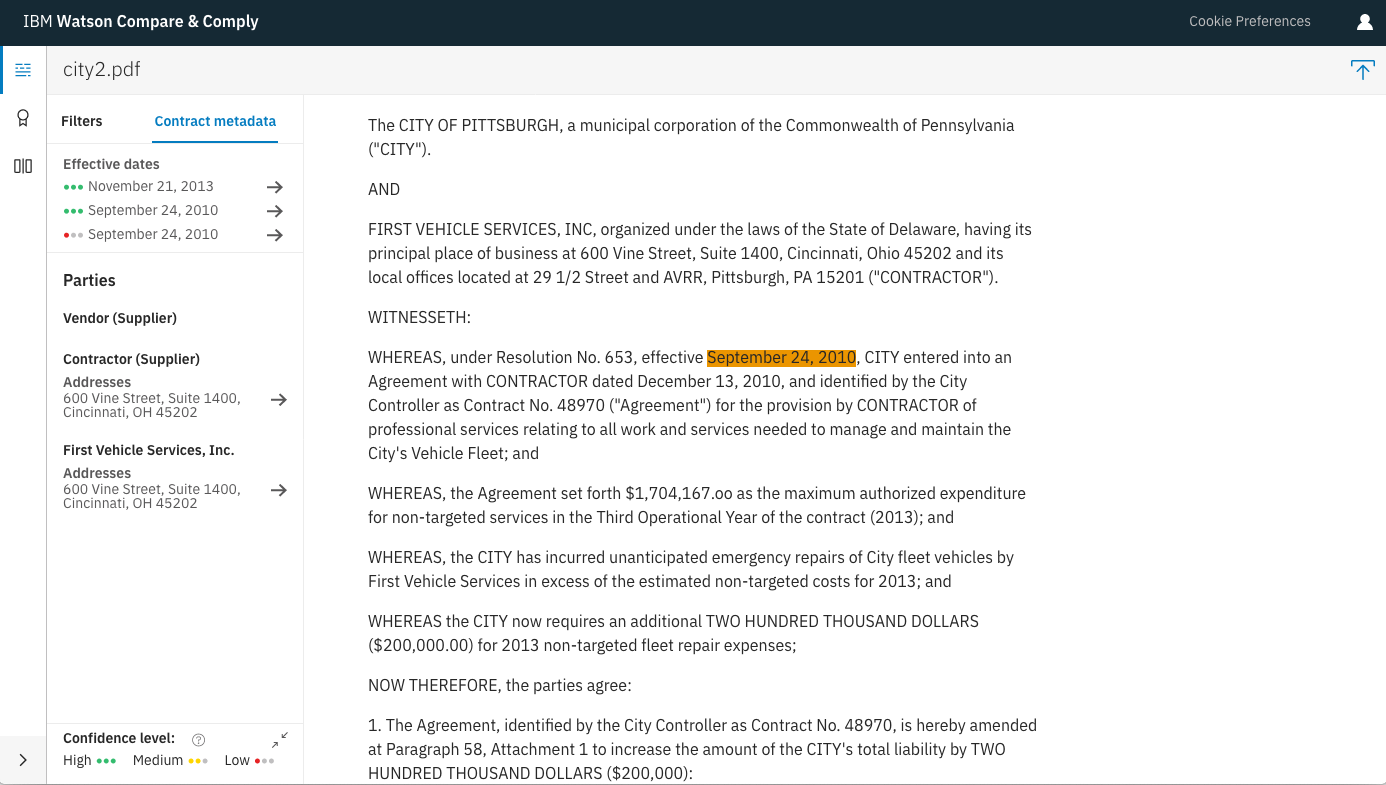 IBM Watson Compare & Comply
Cookie Preferences
city2.pdf
Filters
Contract metadata
Effective dates
November 21, 2013
September 24, 2010
September 24, 2010
Parties
Vendor (Supplier)
Contractor (Supplier)
Addresses
600 Vine Street, Suite 1400,
Cincinnati, OH 45202
First Vehicle Services, Inc.
Addresses
600 Vine Street, Suite 1400,
Cincinnati, OH 45202
Confidence level: ?
High Medium Low
The CITY OF PITTSBURGH, a municipal corporation of the Commonwealth of Pennsylvania
("CITY").
AND
FIRST VEHICLE SERVICES, INC, organized under the laws of the State of Delaware, having its
principal place of business at 600 Vine Street, Suite 1400, Cincinnati, Ohio 45202 and its
local offices located at 29 1/2 Street and AVRR, Pittsburgh, PA 15201 ("CONTRACTOR").
WITNESSETH:
WHEREAS, under Resolution No. 653, effective September 24, 2010, CITY entered into an
Agreement with CONTRACTOR dated December 13, 2010, and identified by the City
Controller as Contract No. 48970 ("Agreement") for the provision by CONTRACTOR of
professional services relating to all work and services needed to manage and maintain the
City's Vehicle Fleet; and
WHEREAS, the Agreement set forth $1,704,167.oo as the maximum authorized expenditure
for non-targeted services in the Third Operational Year of the contract (2013); and
WHEREAS, the CITY has incurred unanticipated emergency repairs of City fleet vehicles by
First Vehicle Services in excess of the estimated non-targeted costs for 2013; and
WHEREAS the CITY now requires an additional TWO HUNDRED THOUSAND DOLLARS
($200,000.00) for 2013 non-targeted fleet repair expenses;
NOW THEREFORE, the parties agree:
1. The Agreement, identified by the City Controller as Contract No. 48970, is hereby amended
at Paragraph 58, Attachment 1 to increase the amount of the CITY's total liability by TWO
HUNDRED THOUSAND DOLLARS ($200,000):